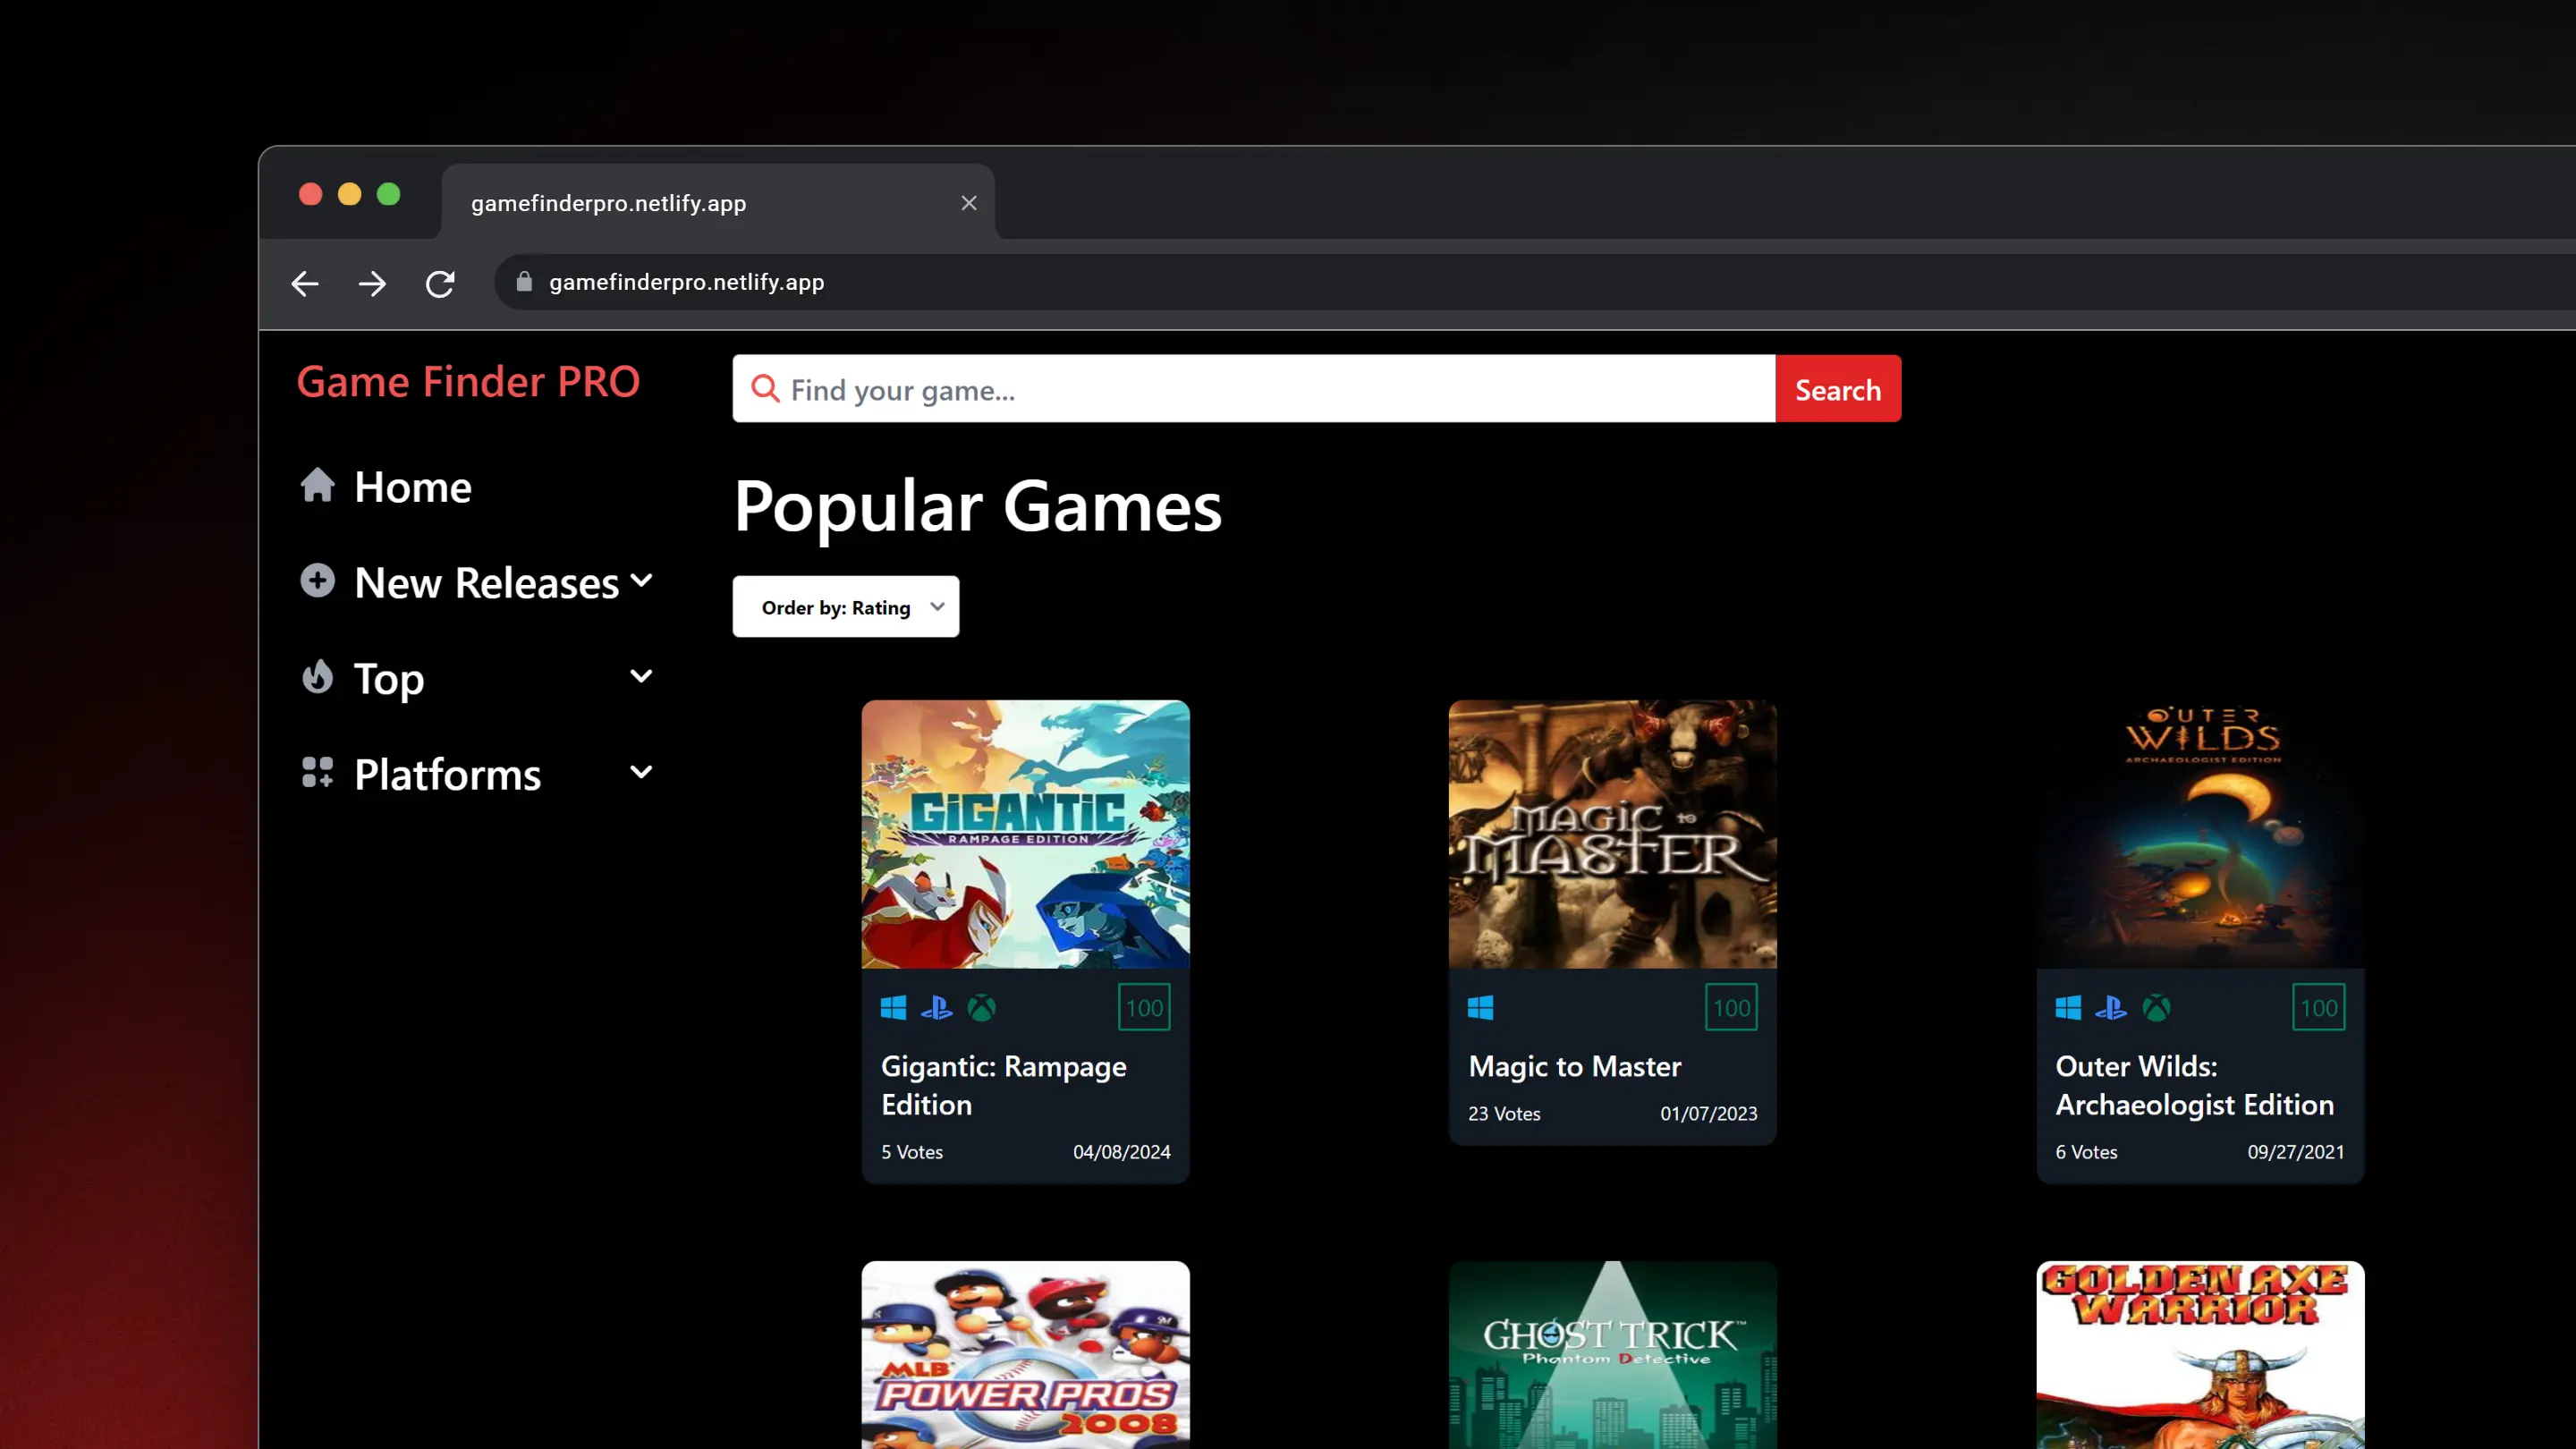 gamefinderpro.netlify.app
gamefinderpro.netlify.app
Game Finder PRO
Find your game...
Search
Home
New Releases
Top
Platforms
Popular Games
Order by: Rating
GIGANTIC
RAMPAGE EDITION
100
Gigantic: Rampage
Edition
5 Votes
04/08/2024
MAGIC to
MASTER
100
Magic to Master
23 Votes
01/07/2023
OUTER
WILDS
ARCHAEOLOGIST EDITION
100
Outer Wilds:
Archaeologist Edition
6 Votes
09/27/2021
MLB
POWER PROS
2008
GHOST TRICK™
Phantom Detective
GOLDEN AXE
WARRIOR